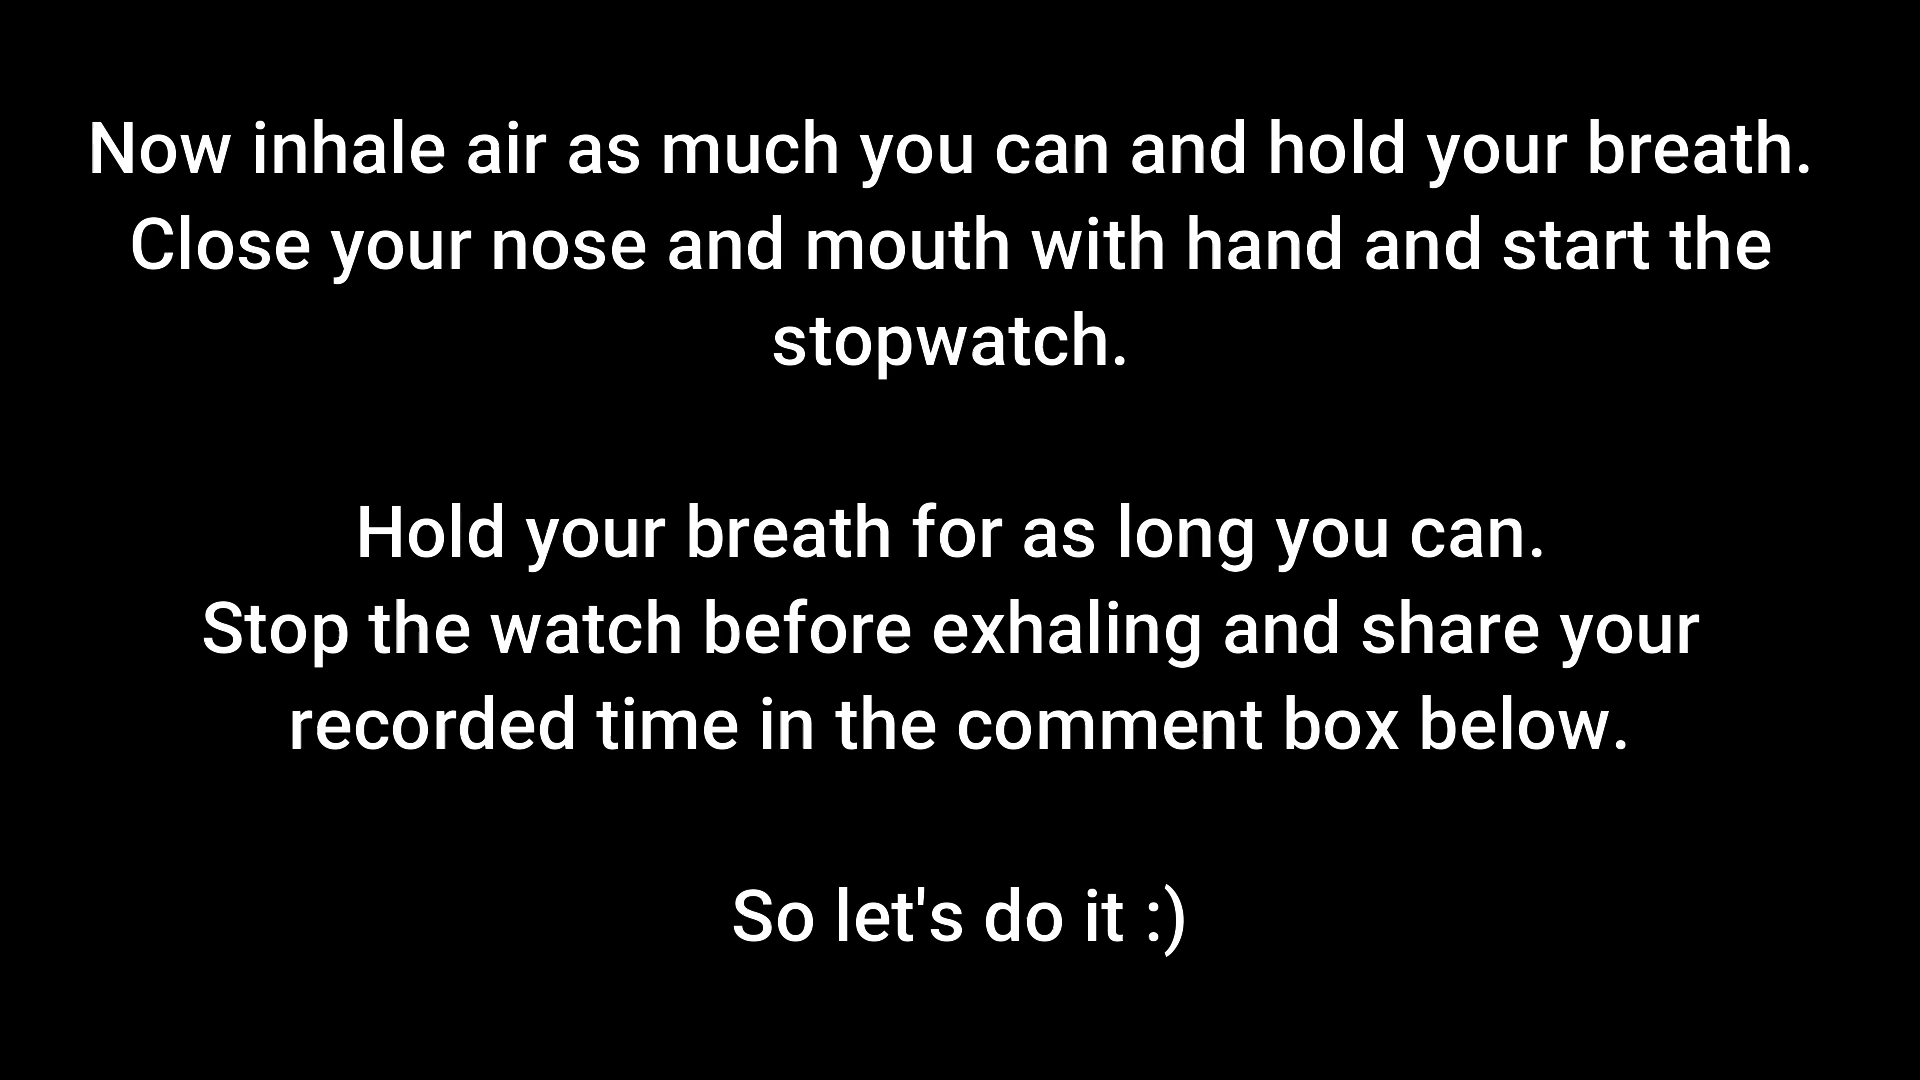 Now inhale air as much you can and hold your breath.
Close your nose and mouth with hand and start the
stopwatch.
Hold your breath for as long you can.
Stop the watch before exhaling and share your
recorded time in the comment box below.
So let's do it :)